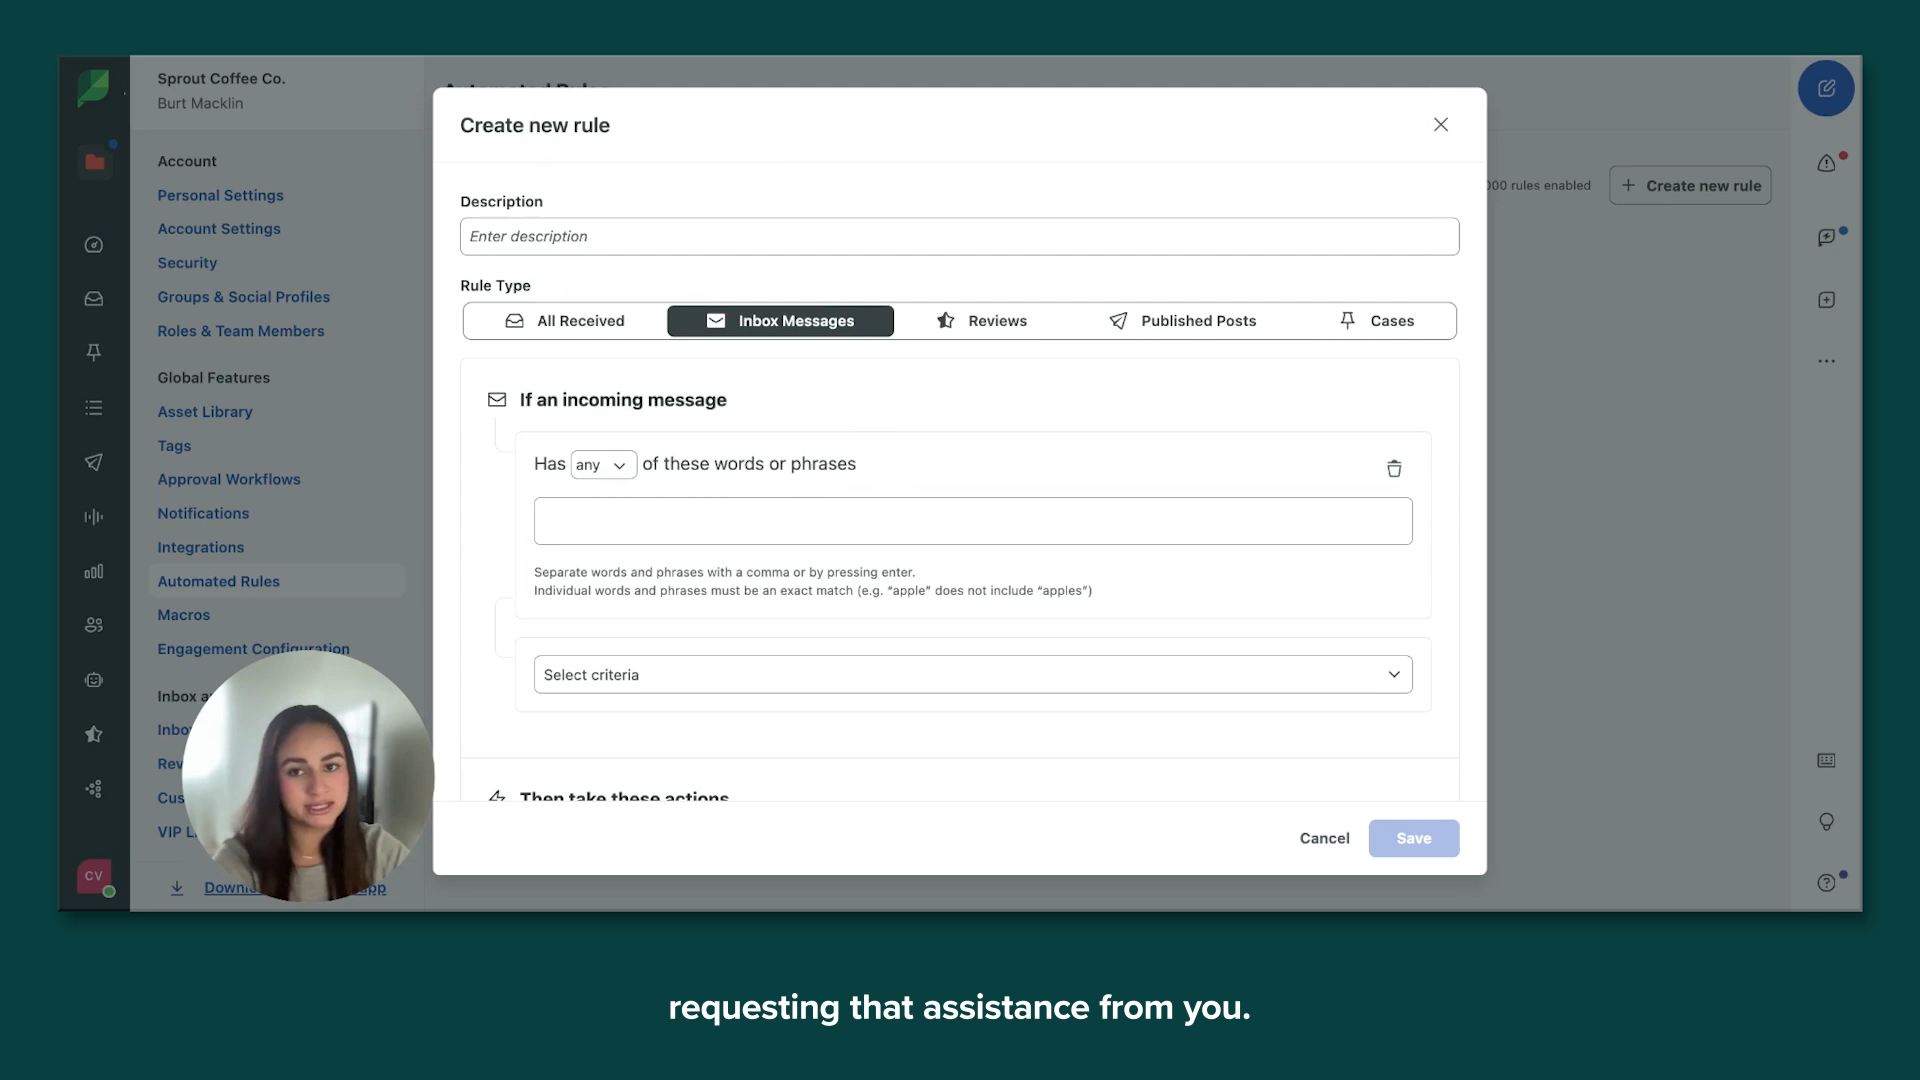 Sprout Coffee Co.
Burt Macklin
Account
Personal Settings
Account Settings
Security
Groups & Social Profiles
Roles & Team Members
Global Features
Asset Library
Tags
Approval Workflows
Notifications
Integrations
Automated Rules
Macros
Engagement Configuration
Inbox a
Inbo
Rev
Cus
VIP L
Downlo
app
CV
Automated Rules
000 rules enabled
Create new rule
Create new rule
Description
Enter description
Rule Type
All Received
Inbox Messages
Reviews
Published Posts
Cases
If an incoming message
Has any of these words or phrases
Separate words and phrases with a comma or by pressing enter.
Individual words and phrases must be an exact match (e.g. “apple” does not include “apples”)
Select criteria
Then take these actions
Cancel
Save
requesting that assistance from you.